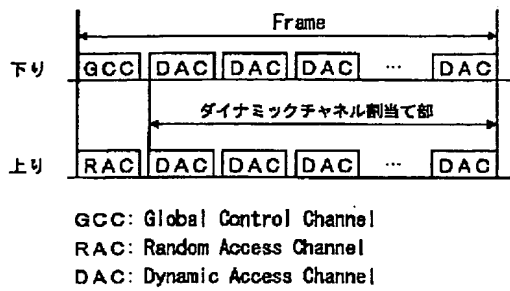 Frame
下り GCC DAC DAC DAC … DAC
ダイナミックチャネル割当て部
上り RAC DAC DAC DAC … DAC
GCC: Global Control Channel
RAC: Random Access Channel
DAC: Dynamic Access Channel